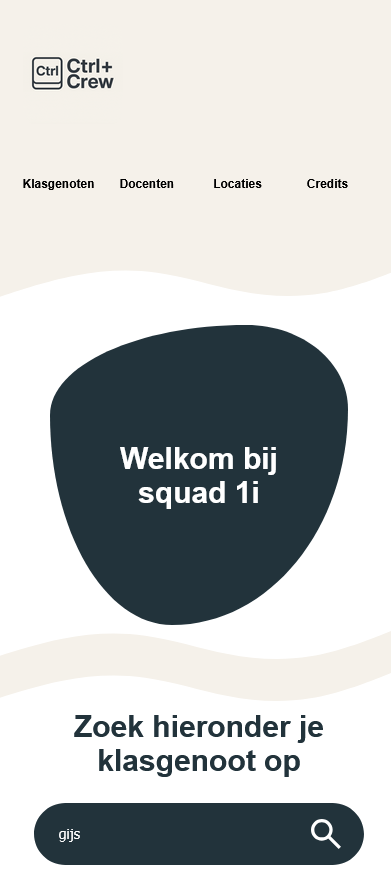 Ctrl
Ctrl+
Crew
Klasgenoten Docenten Locaties Credits
Welkom bij
squad 1i
Zoek hieronder je
klasgenoot op
gijs